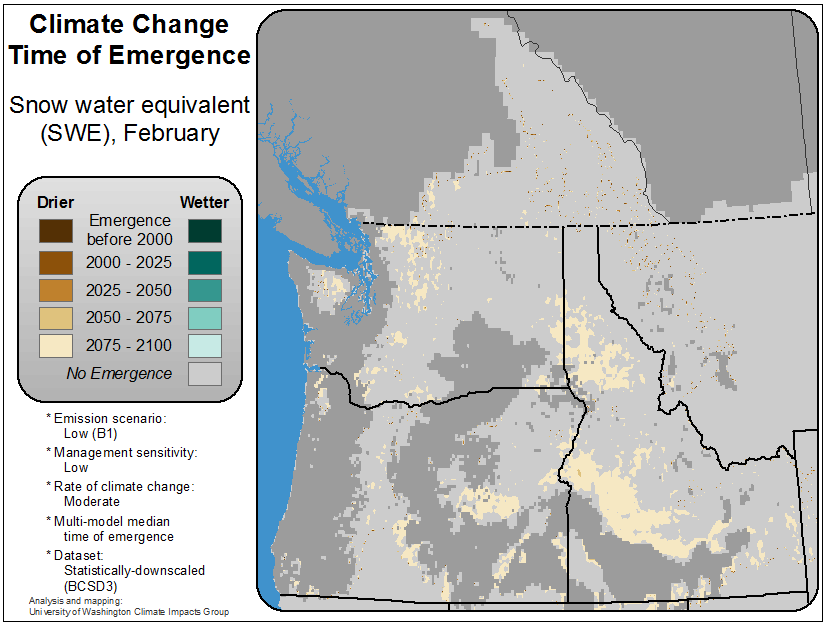 Climate Change
Time of Emergence
Snow water equivalent
(SWE), February
Drier Wetter
Emergence
before 2000
2000 - 2025
2025 - 2050
2050 - 2075
2075 - 2100
No Emergence
* Emission scenario:
Low (B1)
* Management sensitivity:
Low
* Rate of climate change:
Moderate
* Multi-model median
time of emergence
* Dataset:
Statistically-downscaled
(BCSD3)
Analysis and mapping:
University of Washington Climate Impacts Group